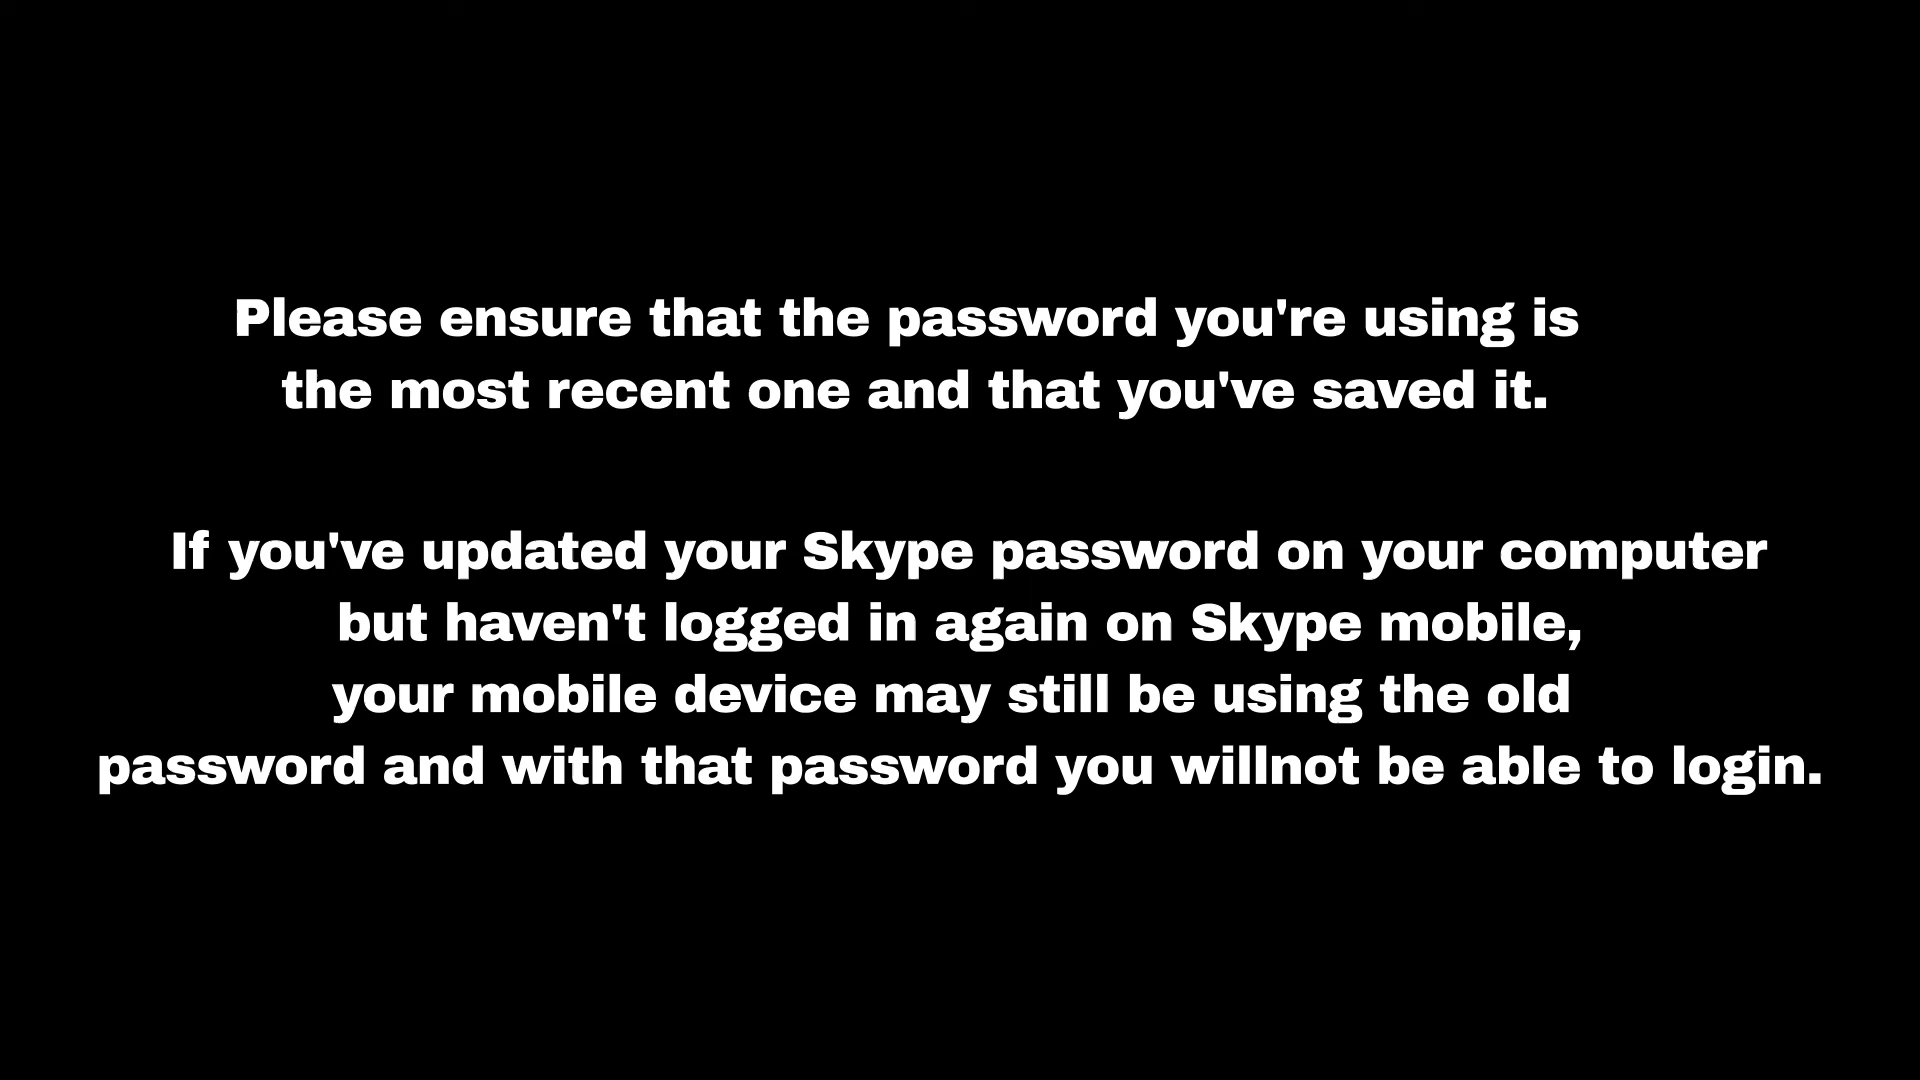 Please ensure that the password you're using is
the most recent one and that you've saved it.
If you've updated your Skype password on your computer
but haven't logged in again on Skype mobile,
your mobile device may still be using the old
password and with that password you willnot be able to login.